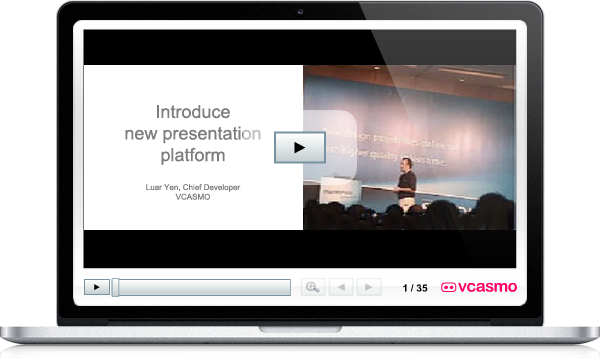 Introduce
new presentation
platform
Luar Yen, Chief Developer
VCASMO
1 / 35
vcasmo